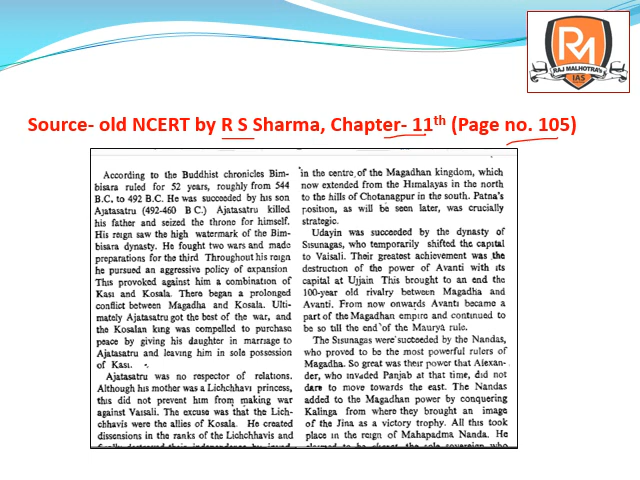 RM
RAJ MALHOTRA'S
IAS
Source- old NCERT by R S Sharma, Chapter- 11th (Page no. 105)
According to the Buddhist chronicles Bim-
bisara ruled for 52 years, roughly from 544
B.C. to 492 B.C. He was succeeded by his son
Ajatasatru (492-460 B C.) Ajatasatru killed
his father and seized the throne for himself.
His reign saw the high watermark of the Bim-
bisara dynasty. He fought two wars and made
preparations for the third Throughout his reign
he pursued an aggressive policy of expansion
This provoked against him a combination of
Kasi and Kosala. There began a prolonged
conflict between Magadha and Kosala. Ulti-
mately Ajatasatru got the best of the war, and
the Kosalan king was compelled to purchase
peace by giving his daughter in marriage to
Ajatasatru and leaving him in sole possession
of Kasi.
Ajatasatru was no respector of relations.
Although his mother was a Lichchhavi princess,
this did not prevent him from making war
against Vaisali. The excuse was that the Lich-
chhavis were the allies of Kosala. He created
dissensions in the ranks of the Lichchhavis and
in the centre of the Magadhan kingdom, which
now extended from the Himalayas in the north
to the hills of Chotanagpur in the south. Patna's
position, as will be seen later, was crucially
strategic.
Udayin was succeeded by the dynasty of
Sisunagas, who temporarily shifted the capital
to Vaisali. Their greatest achievement was the
destruction of the power of Avanti with its
capital at Ujjain This brought to an end the
100-year old rivalry between Magadha and
Avanti. From now onwards Avanti became a
part of the Magadhan empire and continued to
be so till the end of the Maurya rule.
The Sisunagas were succeeded by the Nandas,
who proved to be the most powerful rulers of
Magadha. So great was their power that Alexan-
der, who invaded Panjab at that time, did not
dare to move towards the east. The Nandas
added to the Magadhan power by conquering
Kalinga from where they brought an image
of the Jina as a victory trophy. All this took
place in the reign of Mahapadma Nanda. He